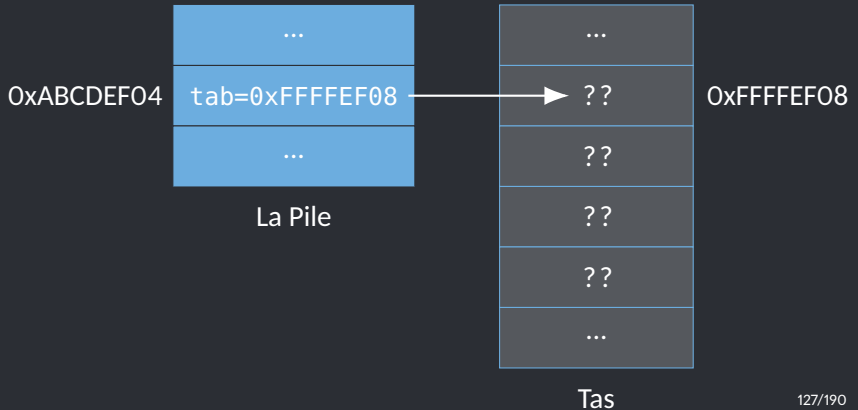 ...
...
0xABCDEF04
tab=0xFFFFEF08
??
0xFFFFEF08
...
??
La Pile
??
??
...
Tas
127/190